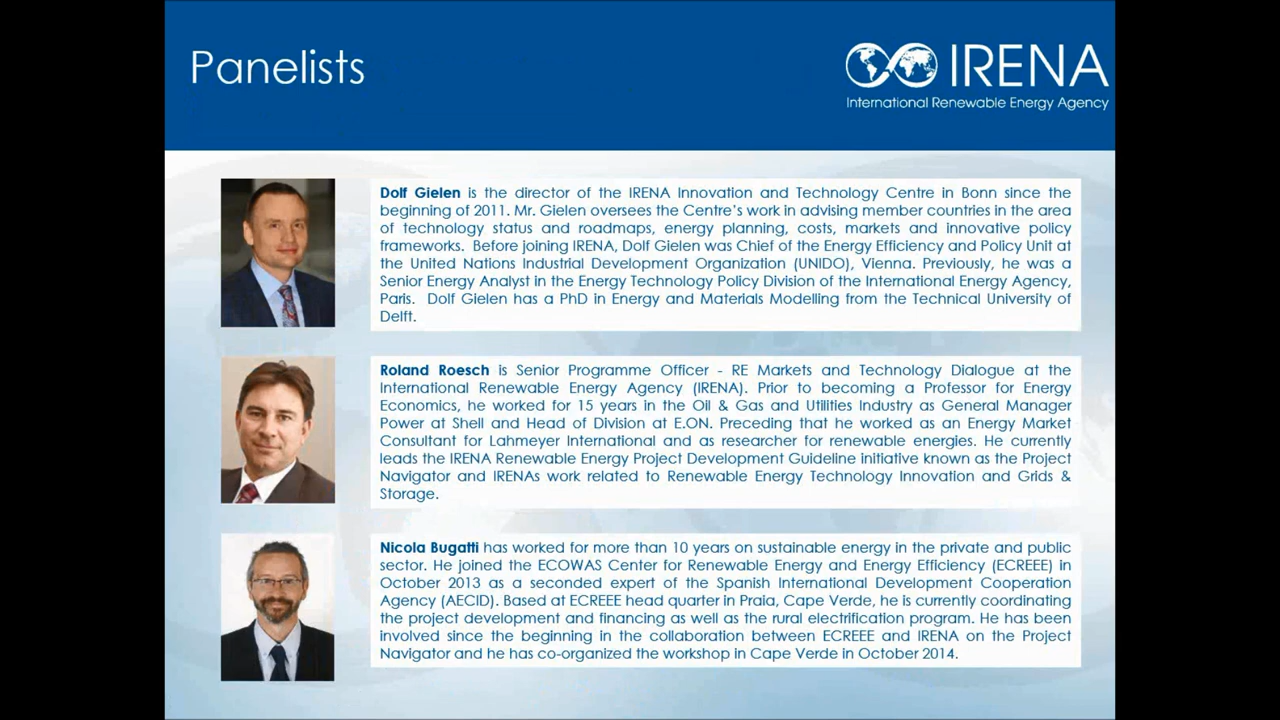 Panelists
IRENA
International Renewable Energy Agency
Dolf Gielen is the director of the IRENA Innovation and Technology Centre in Bonn since the
beginning of 2011. Mr. Gielen oversees the Centre's work in advising member countries in the area
of technology status and roadmaps, energy planning, costs, markets and innovative policy
frameworks. Before joining IRENA, Dolf Gielen was Chief of the Energy Efficiency and Policy Unit at
the United Nations Industrial Development Organization (UNIDO), Vienna. Previously, he was a
Senior Energy Analyst in the Energy Technology Policy Division of the International Energy Agency,
Paris. Dolf Gielen has a PhD in Energy and Materials Modelling from the Technical University of
Delft.
Roland Roesch is Senior Programme Officer - RE Markets and Technology Dialogue at the
International Renewable Energy Agency (IRENA). Prior to becoming a Professor for Energy
Economics, he worked for 15 years in the Oil & Gas and Utilities Industry as General Manager
Power at Shell and Head of Division at E.ON. Preceding that he worked as an Energy Market
Consultant for Lahmeyer International and as researcher for renewable energies. He currently
leads the IRENA Renewable Energy Project Development Guideline initiative known as the Project
Navigator and IRENAs work related to Renewable Energy Technology Innovation and Grids &
Storage.
Nicola Bugatti has worked for more than 10 years on sustainable energy in the private and public
sector. He joined the ECOWAS Center for Renewable Energy and Energy Efficiency (ECREEE) in
October 2013 as a seconded expert of the Spanish International Development Cooperation
Agency (AECID). Based at ECREEE head quarter in Praia, Cape Verde, he is currently coordinating
the project development and financing as well as the rural electrification program. He has been
involved since the beginning in the collaboration between ECREEE and IRENA on the Project
Navigator and he has co-organized the workshop in Cape Verde in October 2014.